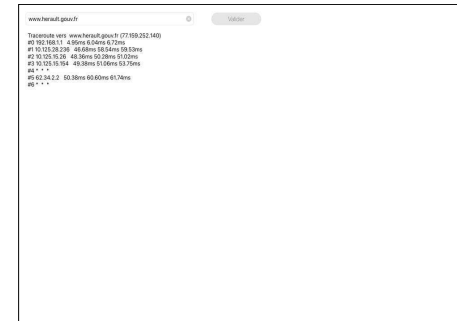 www.herault.gouv.fr
Valider
Traceroute vers www.herault.gouv.fr (77.159.252.140)
#0 192.168.1.1 4.95ms 6.04ms 6.72ms
#1 10.125.28.236 46.68ms 58.54ms 59.53ms
#2 10.125.15.26 48.36ms 50.28ms 51.02ms
#3 10.125.15.154 49.38ms 51.06ms 53.75ms
#4 * * *
#5 62.34.2.2 50.38ms 60.60ms 61.74ms
#6 * * *